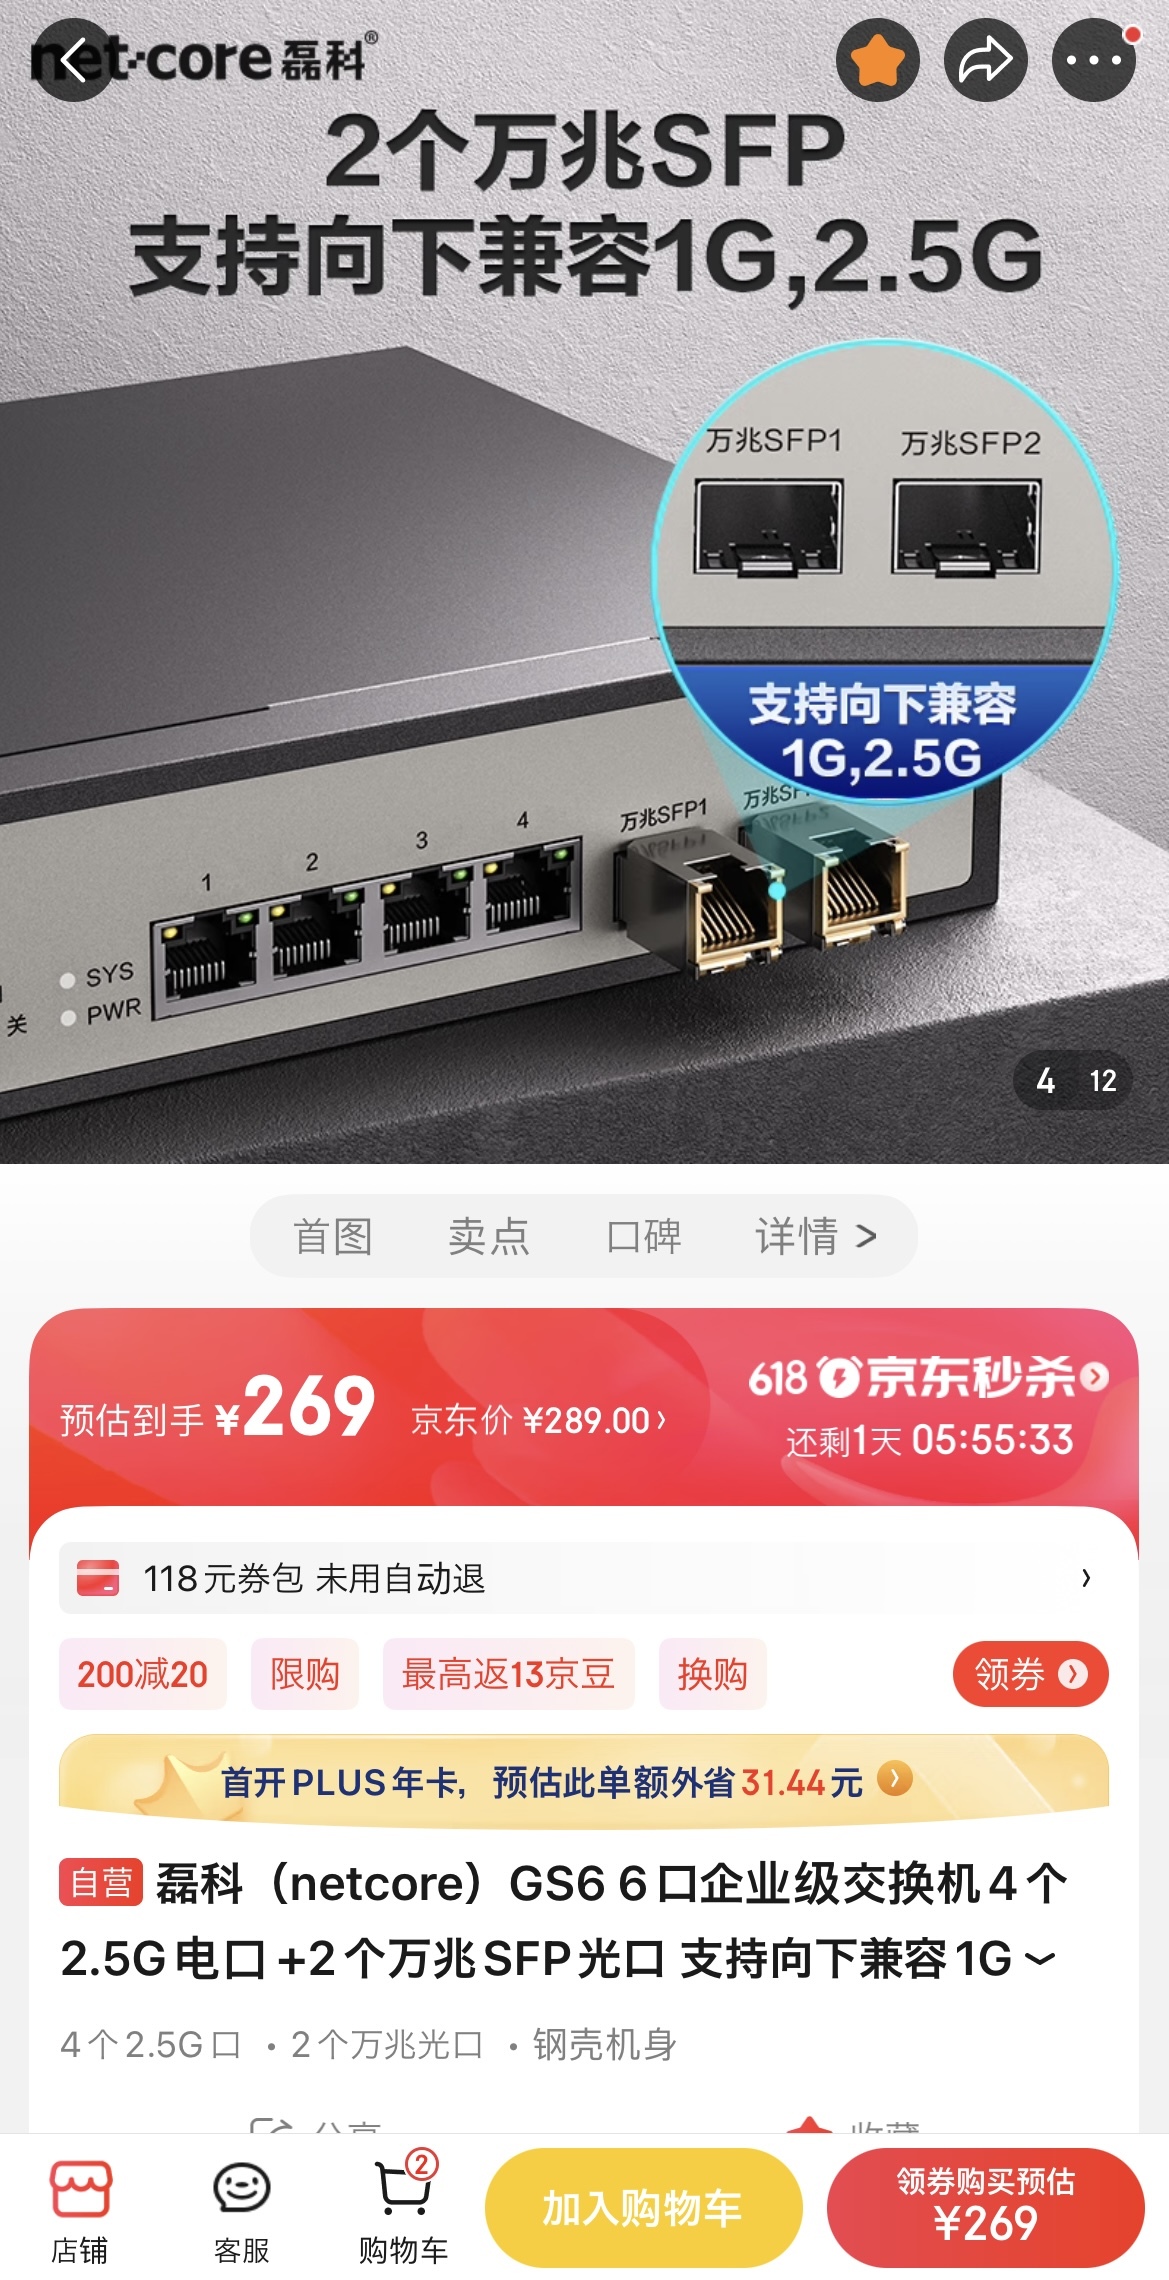 net-core磊科®
2个万兆SFP
支持向下兼容1G,2.5G
万兆SFP1 万兆SFP2
支持向下兼容
1G,2.5G
万兆SFP1 万兆SF
1 2 3 4
SYS
PWR
关
4 12
首图 卖点 口碑 详情 >
预估到手 ¥269 京东价 ¥289.00
618 京东秒杀
还剩1天 05:55:33
118元券包 未用自动退
200减20 限购 最高返13京豆 换购 领券
首开PLUS年卡, 预估此单额外省31.44元
自营 磊科（netcore）GS6 6口企业级交换机4个
2.5G电口+2个万兆SFP光口 支持向下兼容1G
4个2.5G口 · 2个万兆光口 · 钢壳机身
分享 收藏
2
店铺 客服 购物车
加入购物车
领券购买预估
¥269